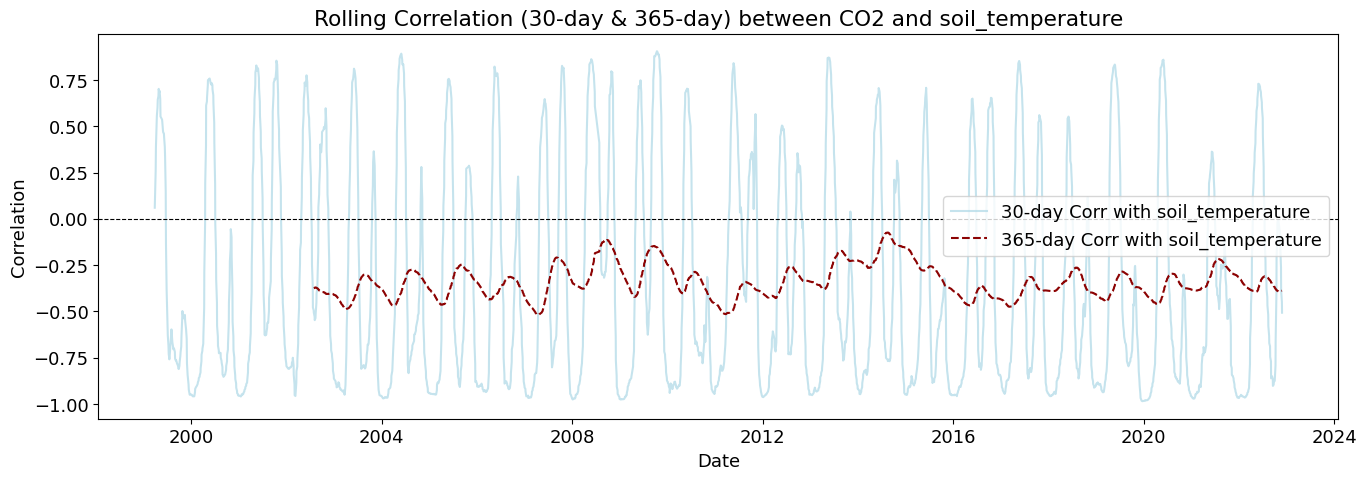 Rolling Correlation (30-day & 365-day) between CO2 and soil_temperature
Correlation
0.75
0.50
0.25
0.00
−0.25
−0.50
−0.75
−1.00
30-day Corr with soil_temperature
365-day Corr with soil_temperature
2000 2004 2008 2012 2016 2020 2024
Date